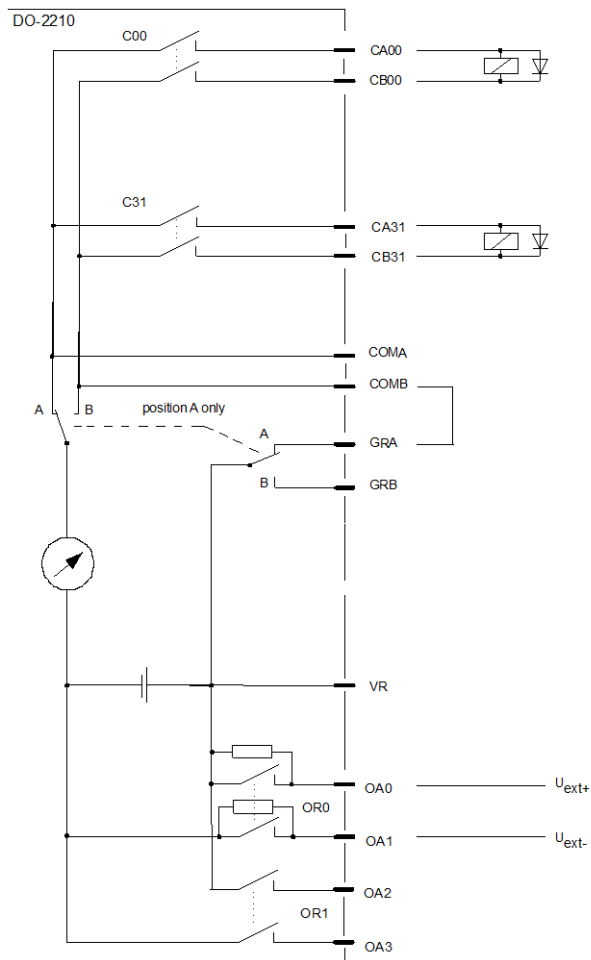 DO-2210
C00
CA00
CB00
C31
CA31
CB31
COMA
COMB
A
B
position A only
A
GRA
B
GRB
VR
OA0
Uext+
OR0
OA1
Uext-
OA2
OR1
OA3